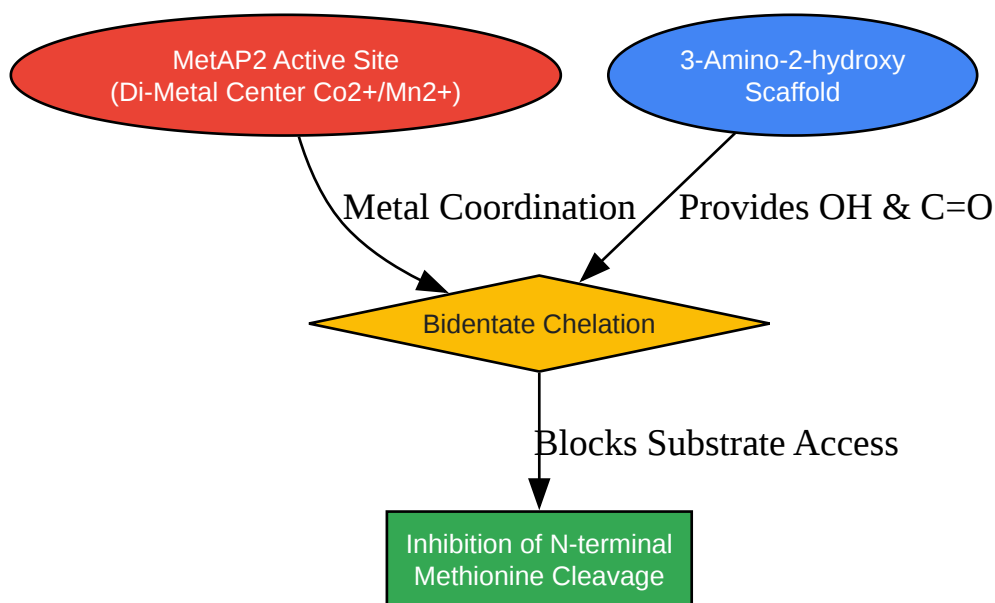 MetAP2 Active Site
(Di-Metal Center Co2+/Mn2+)
3-Amino-2-hydroxy
Scaffold
Metal Coordination
Provides OH & C=O
Bidentate Chelation
Blocks Substrate Access
Inhibition of N-terminal
Methionine Cleavage